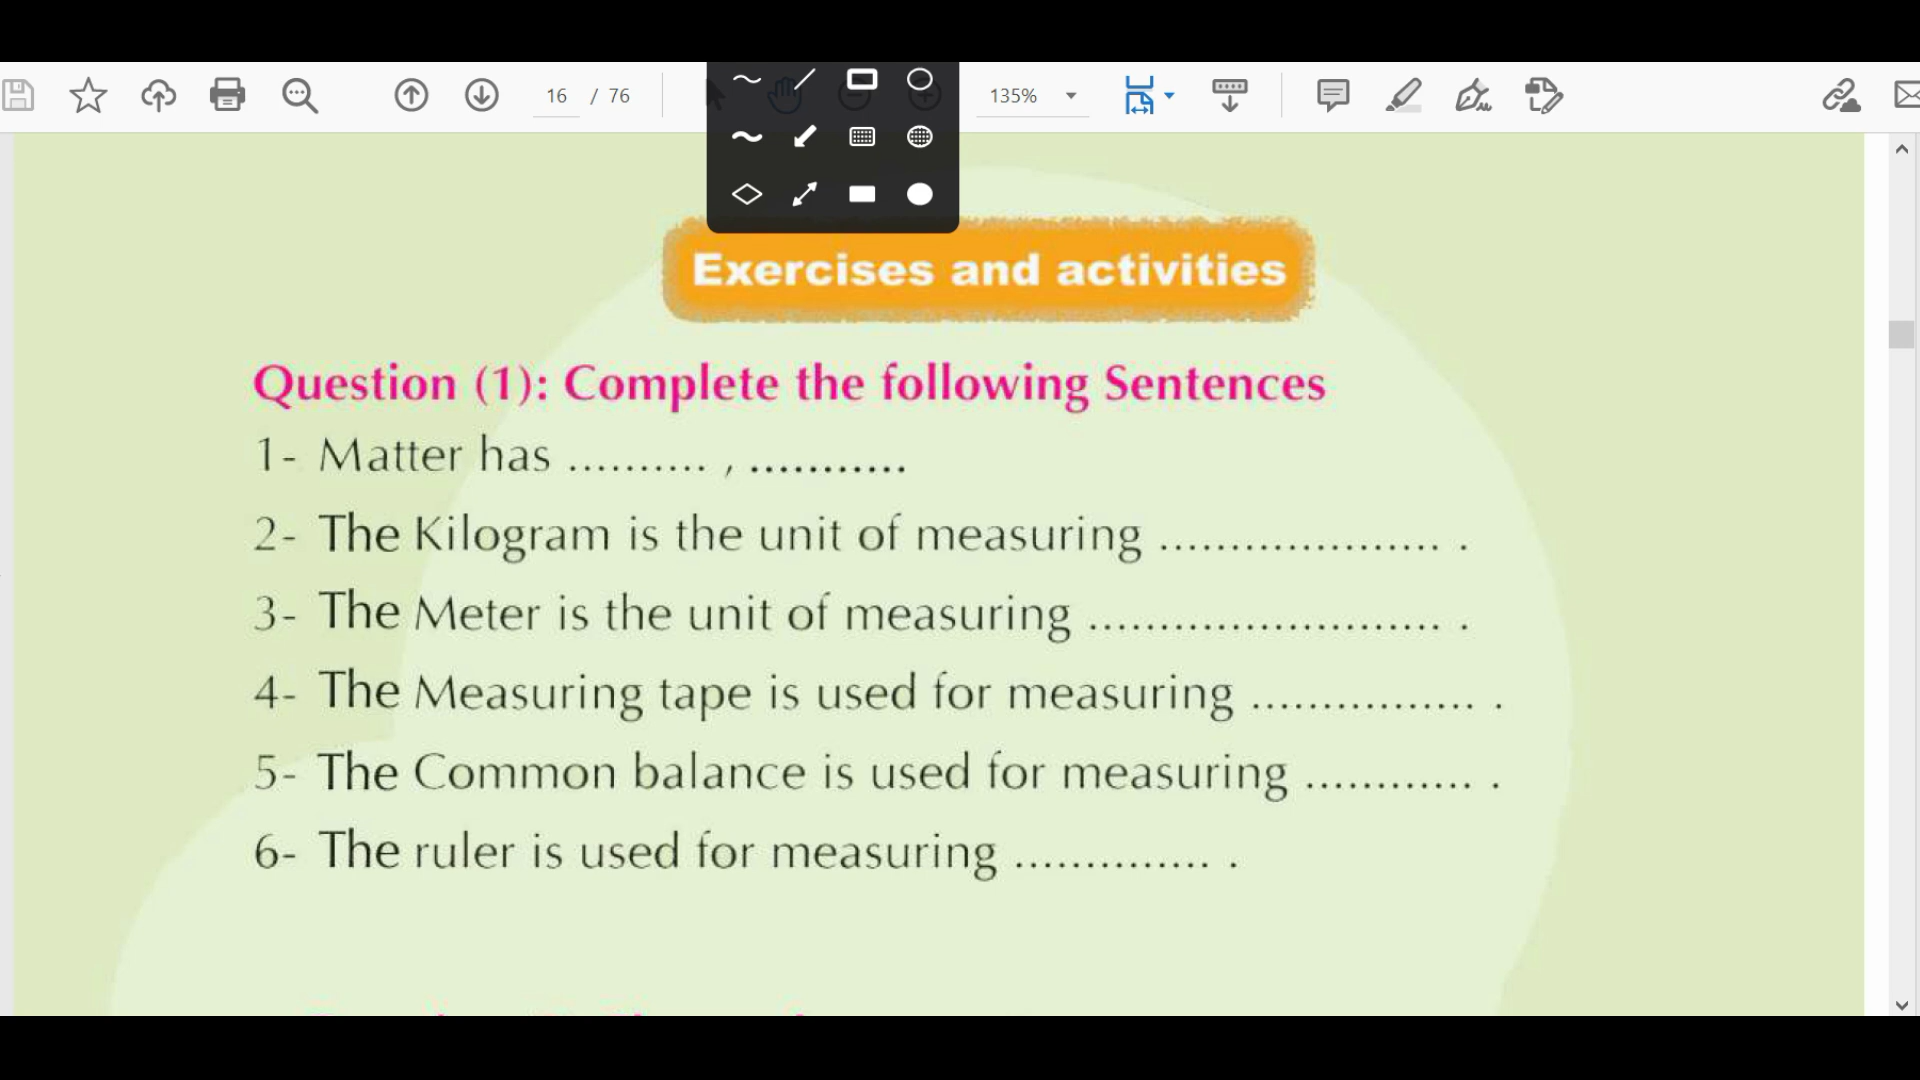 16 / 76
135%
Exercises and activities
Question (1): Complete the following Sentences
1- Matter has .......... , ...........
2- The Kilogram is the unit of measuring .................... .
3- The Meter is the unit of measuring ......................... .
4- The Measuring tape is used for measuring ................ .
5- The Common balance is used for measuring ............ .
6- The ruler is used for measuring .............. .